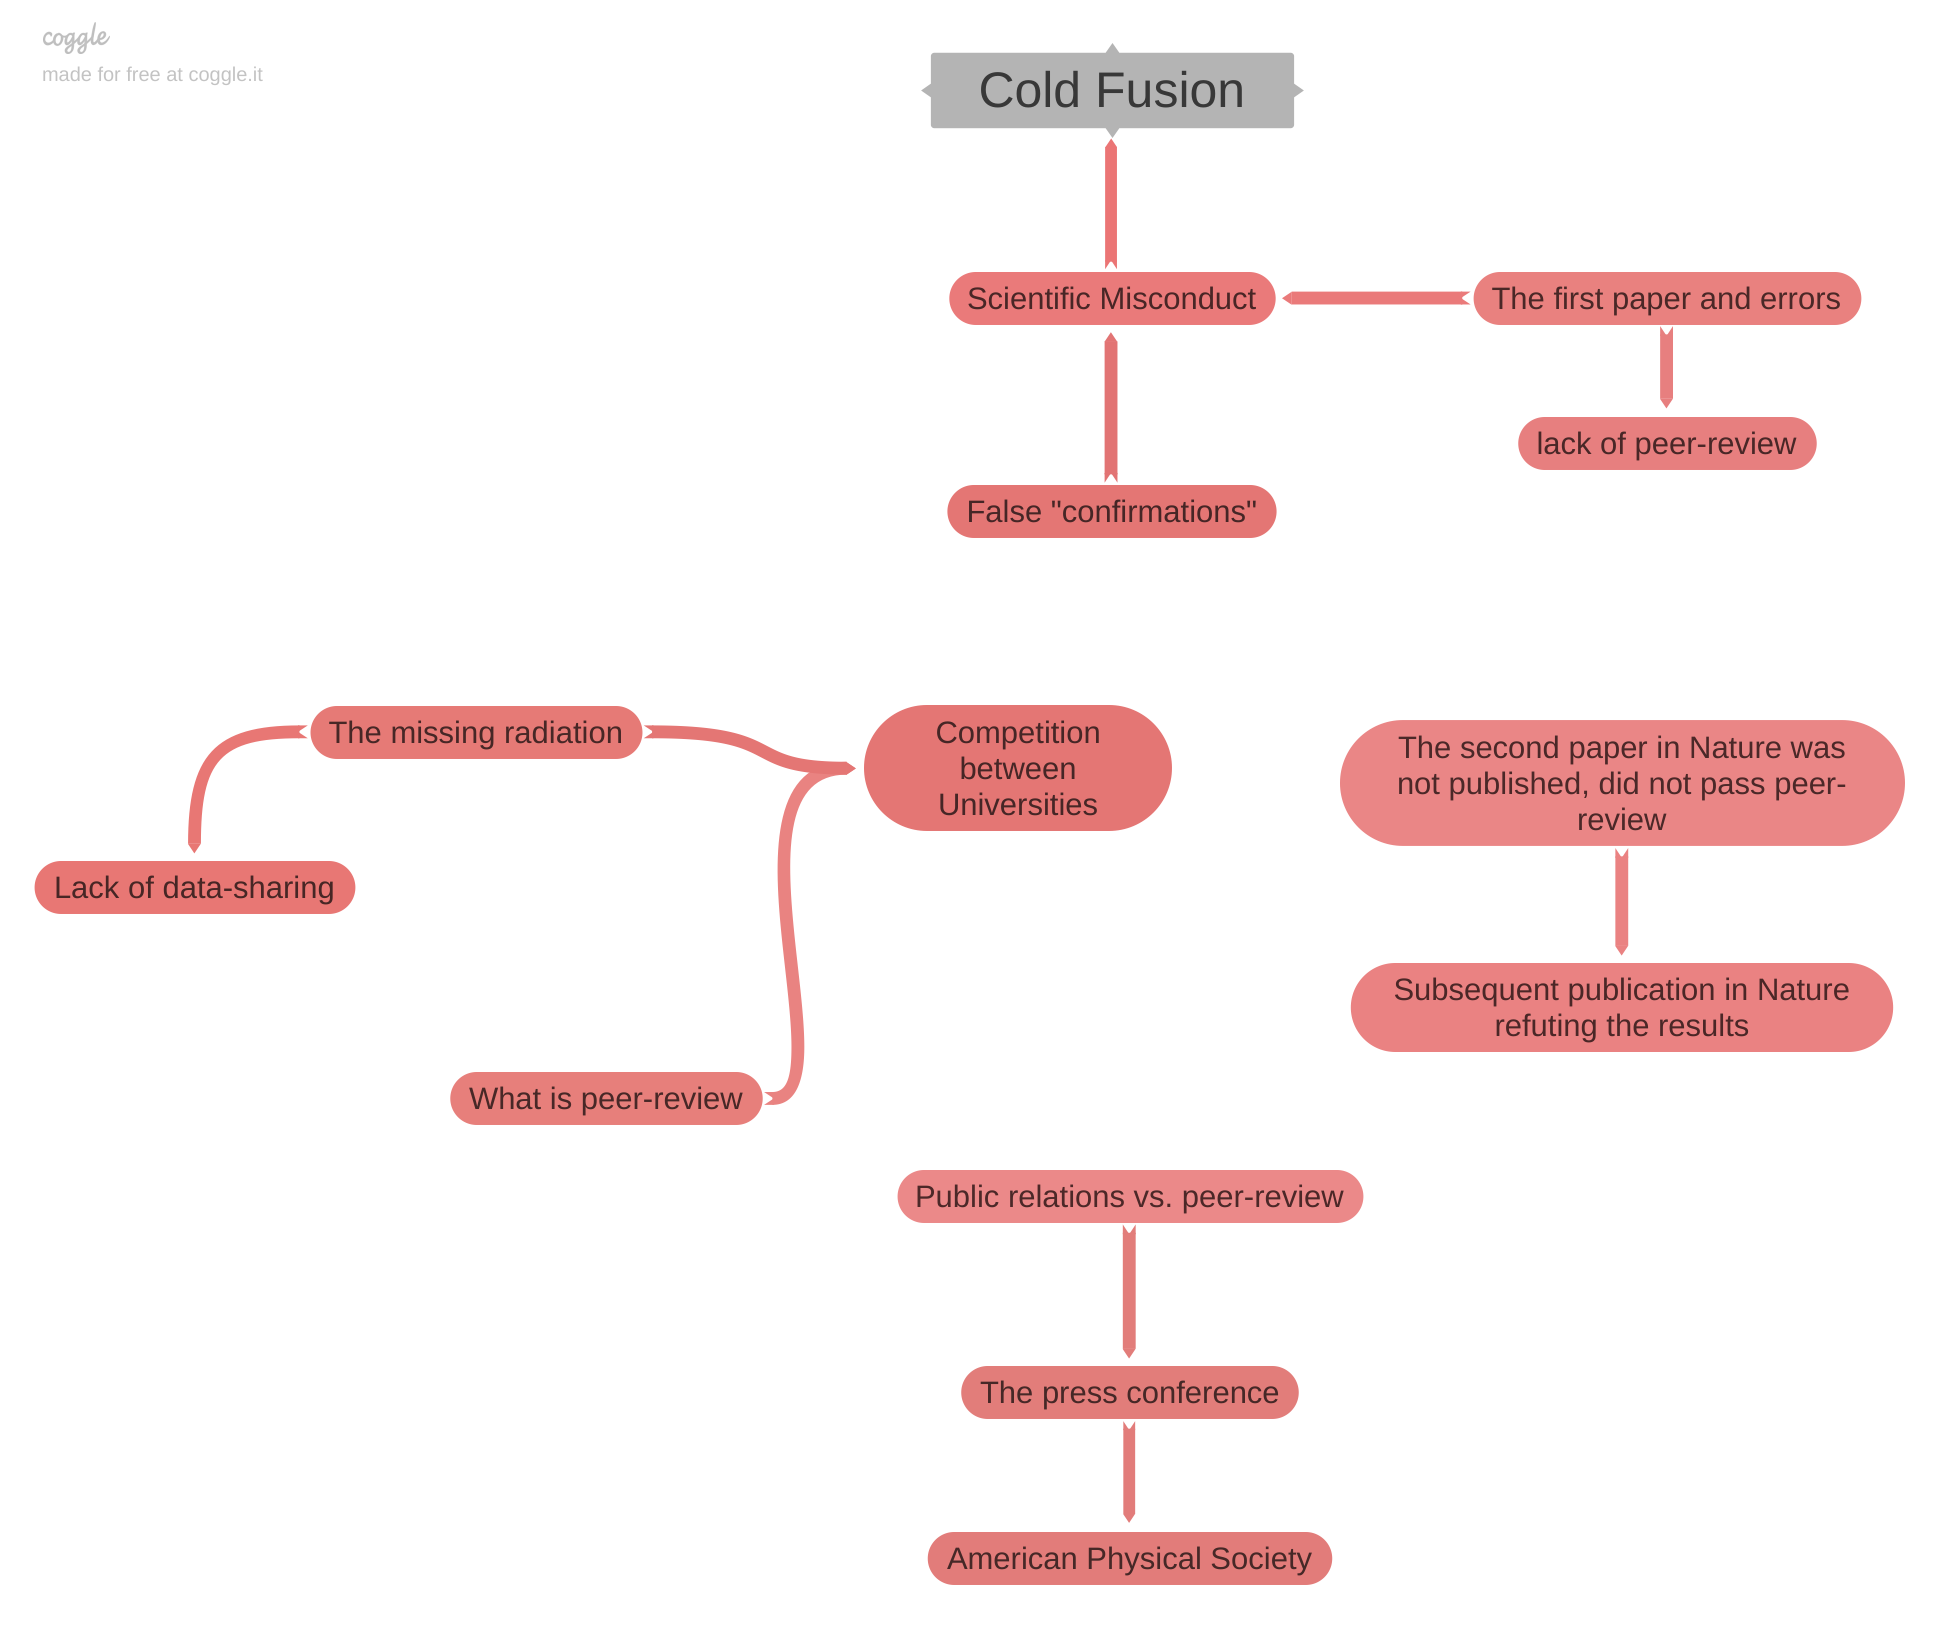 coggle
made for free at coggle.it
Cold Fusion
Scientific Misconduct
The first paper and errors
lack of peer-review
False "confirmations"
The missing radiation
Competition
between
Universities
The second paper in Nature was
not published, did not pass peer-
review
Lack of data-sharing
Subsequent publication in Nature
refuting the results
What is peer-review
Public relations vs. peer-review
The press conference
American Physical Society